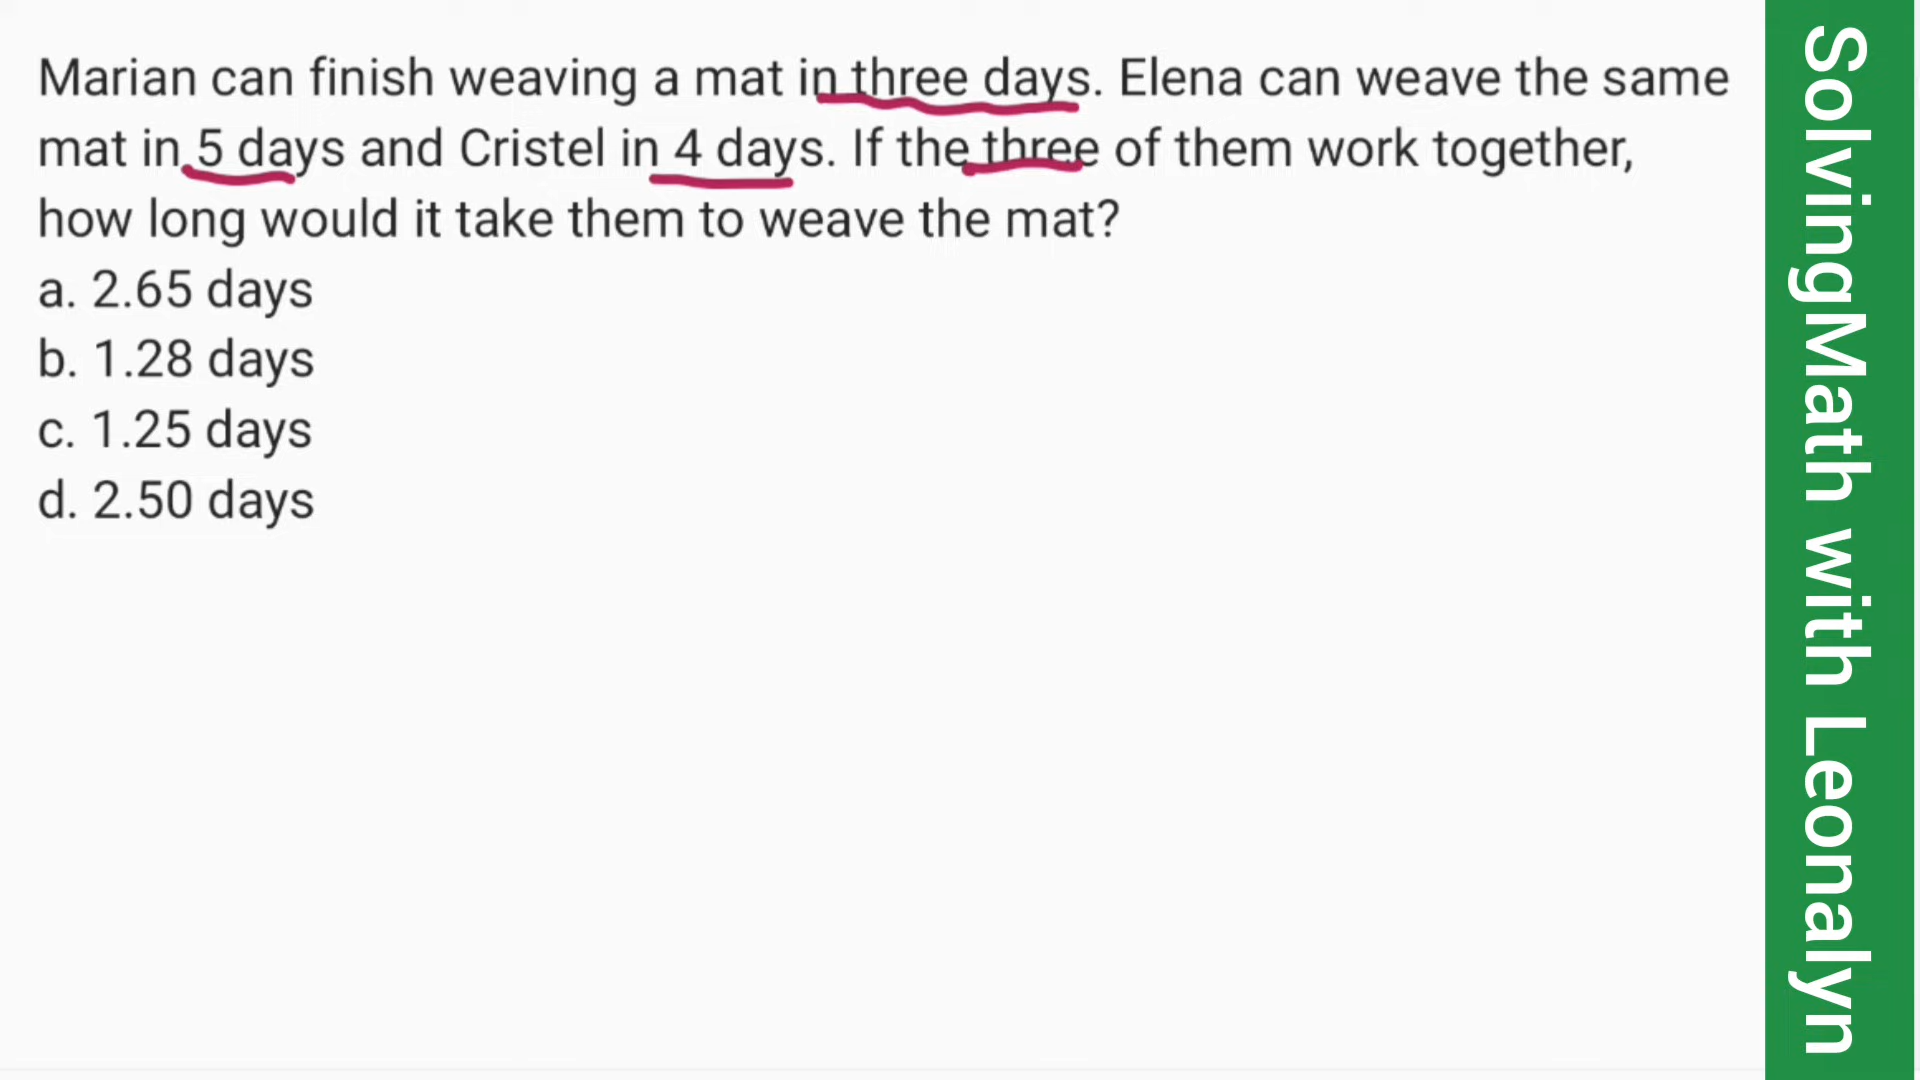 Marian can finish weaving a mat in three days. Elena can weave the same
mat in 5 days and Cristel in 4 days. If the three of them work together,
how long would it take them to weave the mat?
a. 2.65 days
b. 1.28 days
c. 1.25 days
d. 2.50 days
SolvingMath with Leonalyn